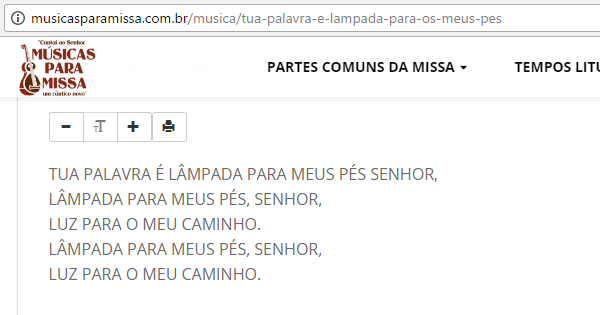 musicasparamissa.com.br/musica/tua-palavra-e-lampada-para-os-meus-pes
"Cantai ao Senhor
MÚSICAS
PARA
MISSA
um cântico novo"
PARTES COMUNS DA MISSA
TEMPOS LITU
TUA PALAVRA É LÂMPADA PARA MEUS PÉS SENHOR,
LÂMPADA PARA MEUS PÉS, SENHOR,
LUZ PARA O MEU CAMINHO.
LÂMPADA PARA MEUS PÉS, SENHOR,
LUZ PARA O MEU CAMINHO.